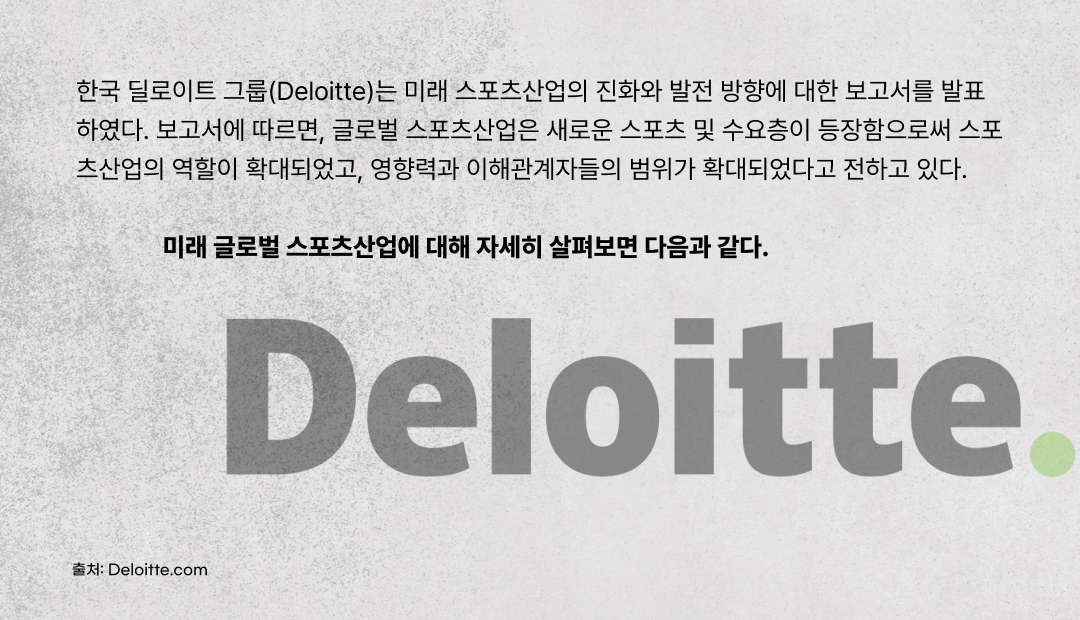 한국 딜로이트 그룹(Deloitte)는 미래 스포츠산업의 진화와 발전 방향에 대한 보고서를 발표
하였다. 보고서에 따르면, 글로벌 스포츠산업은 새로운 스포츠 및 수요층이 등장함으로써 스포
츠산업의 역할이 확대되었고, 영향력과 이해관계자들의 범위가 확대되었다고 전하고 있다.
미래 글로벌 스포츠산업에 대해 자세히 살펴보면 다음과 같다.
Deloitte.
출처: Deloitte.com